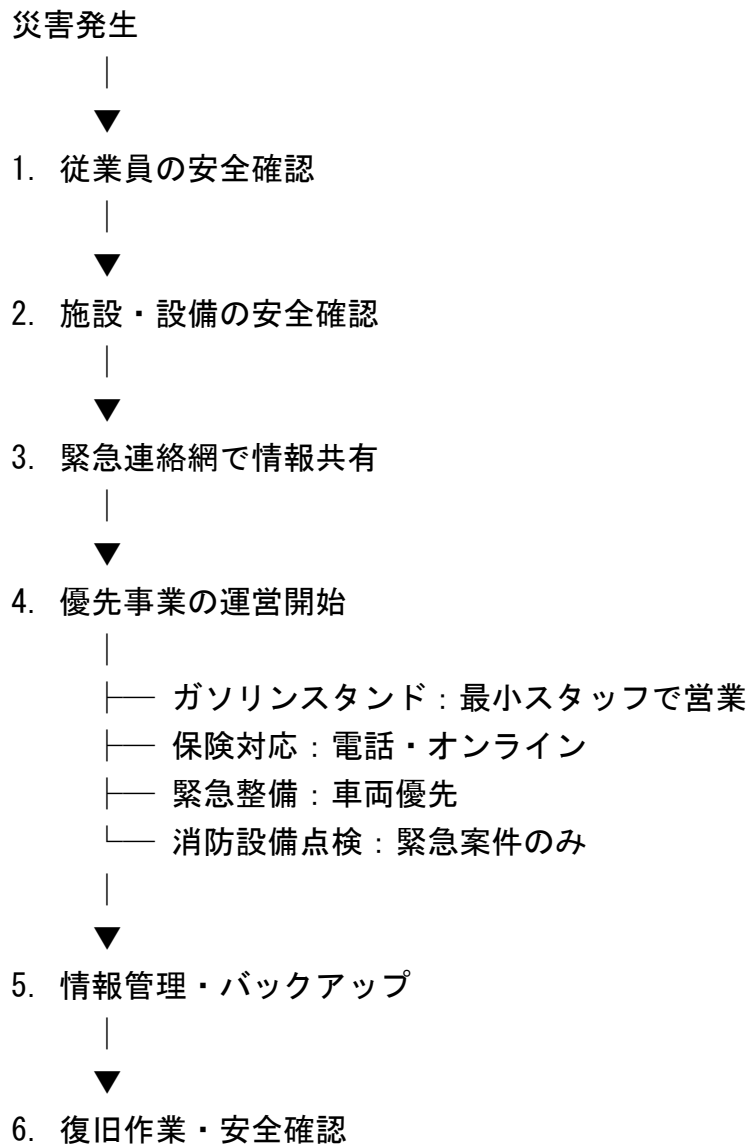 災害発生
│
▼
1. 従業員の安全確認
│
▼
2. 施設・設備の安全確認
│
▼
3. 緊急連絡網で情報共有
│
▼
4. 優先事業の運営開始
│
├─ ガソリンスタンド：最小スタッフで営業
├─ 保険対応：電話・オンライン
├─ 緊急整備：車両優先
└─ 消防設備点検：緊急案件のみ
│
▼
5. 情報管理・バックアップ
│
▼
6. 復旧作業・安全確認